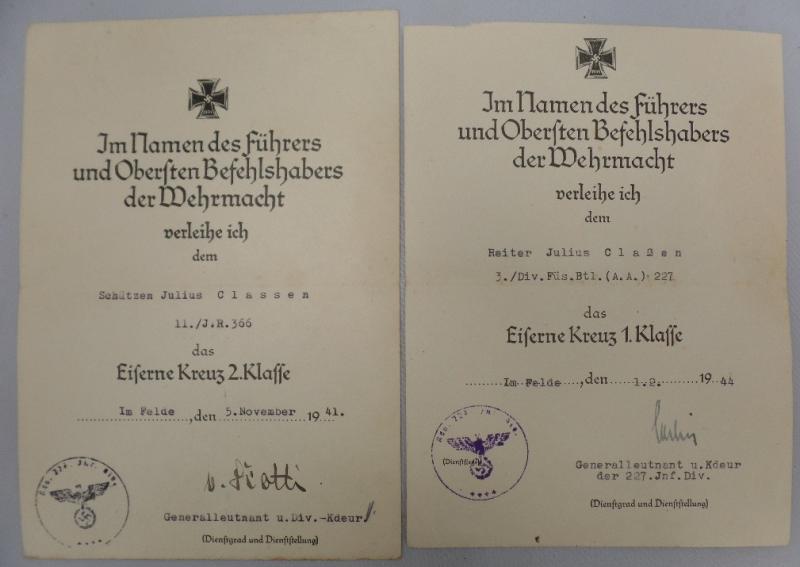 Im Namen des Führers
und Obersten Befehlshabers
der Wehrmacht
verleihe ich
dem
Schützen Julius Classen
11./J.R.366
das
Eiserne Kreuz 2. Klasse
Im Felde, den 5. November 1941.
Generalleutnant u. Div.-Kdeur
(Dienstgrad und Dienststellung)
Im Namen des Führers
und Obersten Befehlshabers
der Wehrmacht
verleihe ich
dem
Reiter Julius Claßen
3./Div.Füs.Btl.(A.A.) 227
das
Eiserne Kreuz 1. Klasse
Im Felde, den 1.2. 1944
(Dienstsiegel)
Generalleutnant u. Kdeur
der 227.Jnf.Div.
(Dienstgrad und Dienststellung)